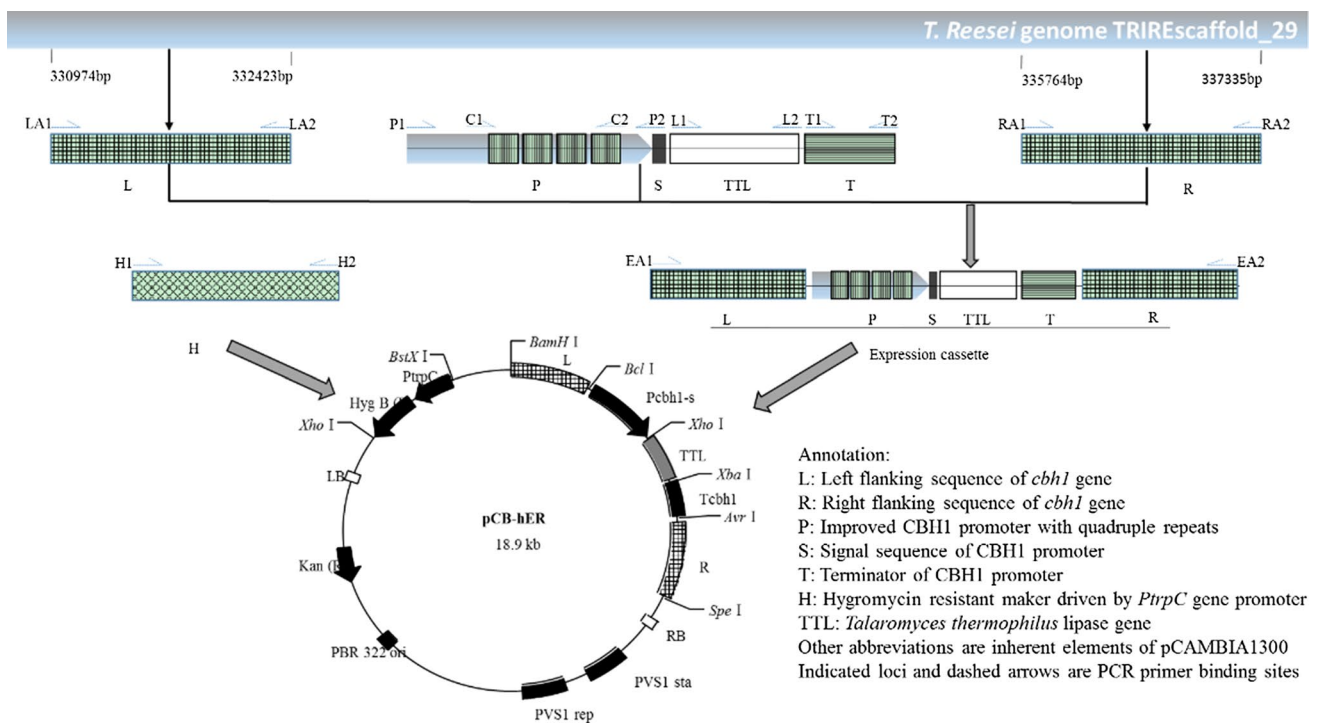 T. Reesei genome TRIREscaffold_29
330974bp 332423bp 335764bp 337335bp
LA1 LA2 P1 C1 C2 P2 L1 L2 T1 T2 RA1 RA2
L P S TTL T R
H1 H2 EA1 EA2
L P S TTL T R
H
Expression cassette
BstX I
BamH I
L
PtrpC
Bcl I
Hyg B (
Pcbh1-s
Xho I
Xho I
TTL
LB
Xba I
Tcbh1
pCB-hER
Avr I
18.9 kb
Kan (
R
Spe I
RB
PBR 322 ori
PVS1 sta
PVS1 rep
Annotation:
L: Left flanking sequence of cbh1 gene
R: Right flanking sequence of cbh1 gene
P: Improved CBH1 promoter with quadruple repeats
S: Signal sequence of CBH1 promoter
T: Terminator of CBH1 promoter
H: Hygromycin resistant maker driven by PtrpC gene promoter
TTL: Talaromyces thermophilus lipase gene
Other abbreviations are inherent elements of pCAMBIA1300
Indicated loci and dashed arrows are PCR primer binding sites